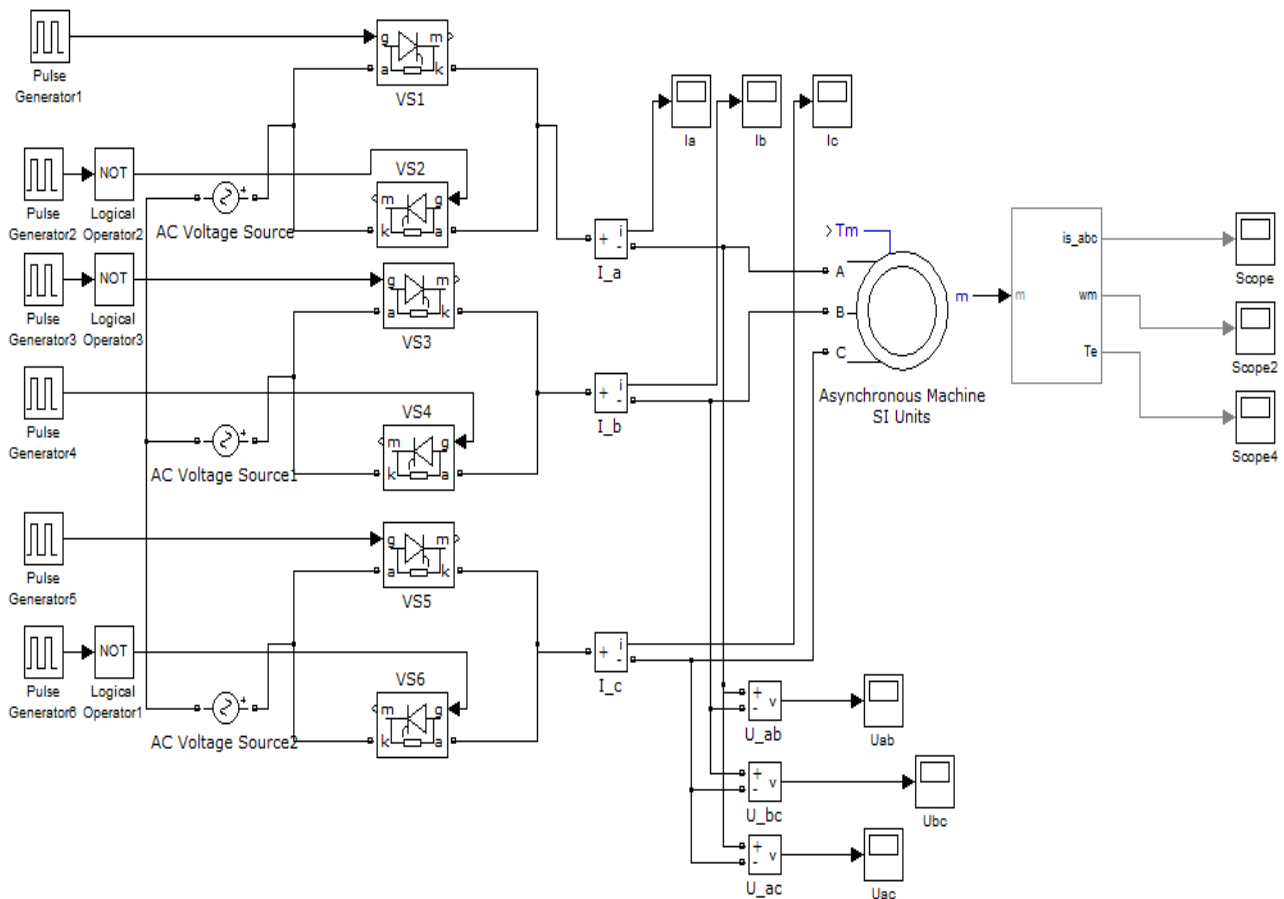 g m
a k
VS1
Pulse
Generator1
Ia
Ib
Ic
NOT
Pulse
Generator2
Logical
Operator2
+
AC Voltage Source
VS2
m g
k a
+ i
-
I_a
Tm
A
B
C
m
Asynchronous Machine
SI Units
m
is_abc
wm
Te
Scope
Scope2
Scope4
NOT
Pulse
Generator3
Logical
Operator3
g m
a k
VS3
Pulse
Generator4
+
AC Voltage Source1
VS4
m g
k a
+ i
-
I_b
Pulse
Generator5
g m
a k
VS5
NOT
Pulse
Generator6
Logical
Operator1
+
AC Voltage Source2
VS6
m g
k a
+ i
-
I_c
+
- v
U_ab
Uab
+
- v
U_bc
Ubc
+
- v
U_ac
Uac